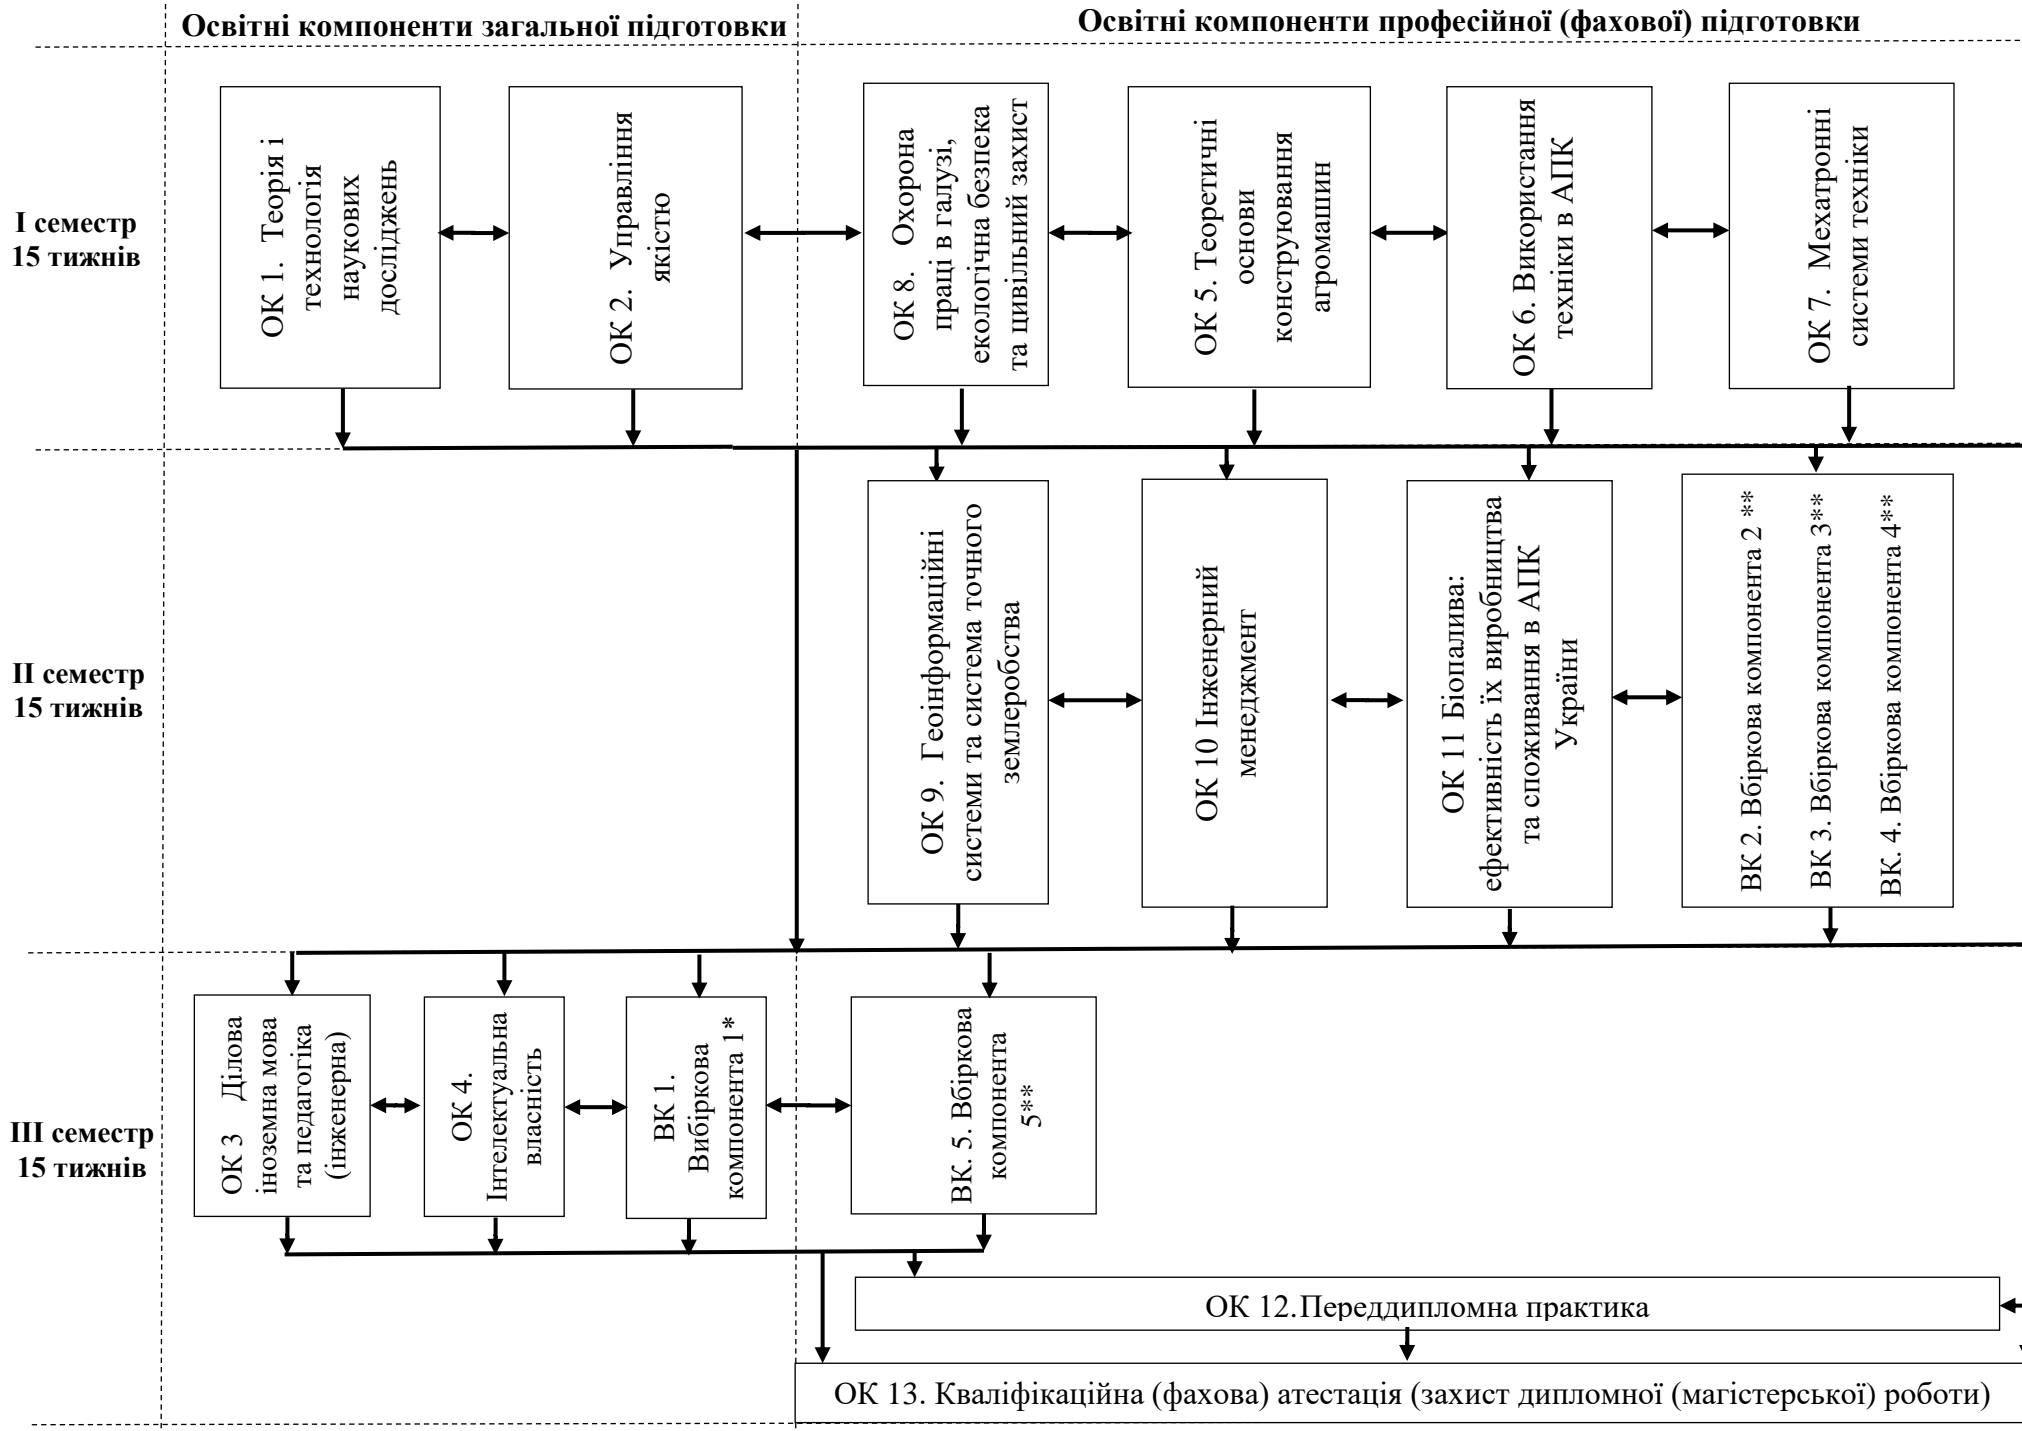 Освітні компоненти загальної підготовки
Освітні компоненти професійної (фахової) підготовки
І семестр
15 тижнів
ОК 1. Теорія і
технологія
наукових
досліджень
ОК 2. Управління
якістю
ОК 8. Охорона
праці в галузі,
екологічна безпека
та цивільний захист
ОК 5. Теоретичні
основи
конструювання
агромашин
ОК 6. Використання
техніки в АПК
ОК 7. Мехатронні
системи техніки
ІІ семестр
15 тижнів
ОК 9. Геоінформаційні
системи та система точного
землеробства
ОК 10 Інженерний
менеджмент
ОК 11 Біопалива:
ефективність їх виробництва
та споживання в АПК
України
ВК 2. Вбіркова компонента 2 **
ВК 3. Вбіркова компонента 3**
ВК. 4. Вбіркова компонента 4**
ІІІ семестр
15 тижнів
ОК 3 Ділова
іноземна мова
та педагогіка
(інженерна)
ОК 4.
Інтелектуальна
власність
ВК 1.
Вибіркова
компонента 1*
ВК. 5. Вбіркова
компонента
5**
ОК 12.Переддипломна практика
ОК 13. Кваліфікаційна (фахова) атестація (захист дипломної (магістерської) роботи)